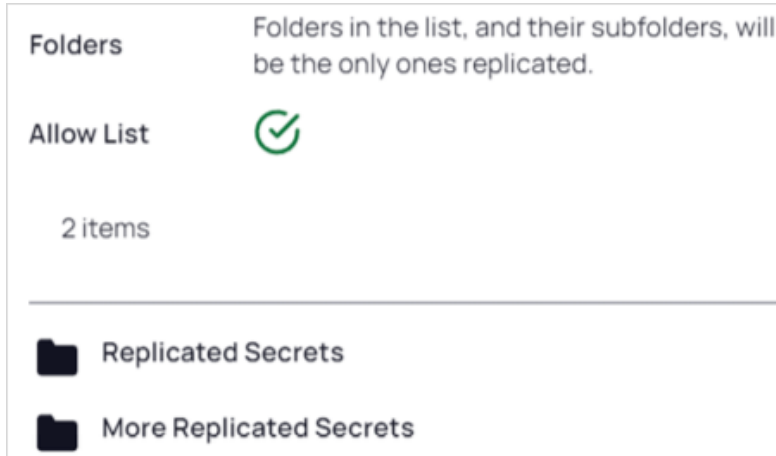 Folders
Folders in the list, and their subfolders, will
be the only ones replicated.
Allow List
2 items
Replicated Secrets
More Replicated Secrets